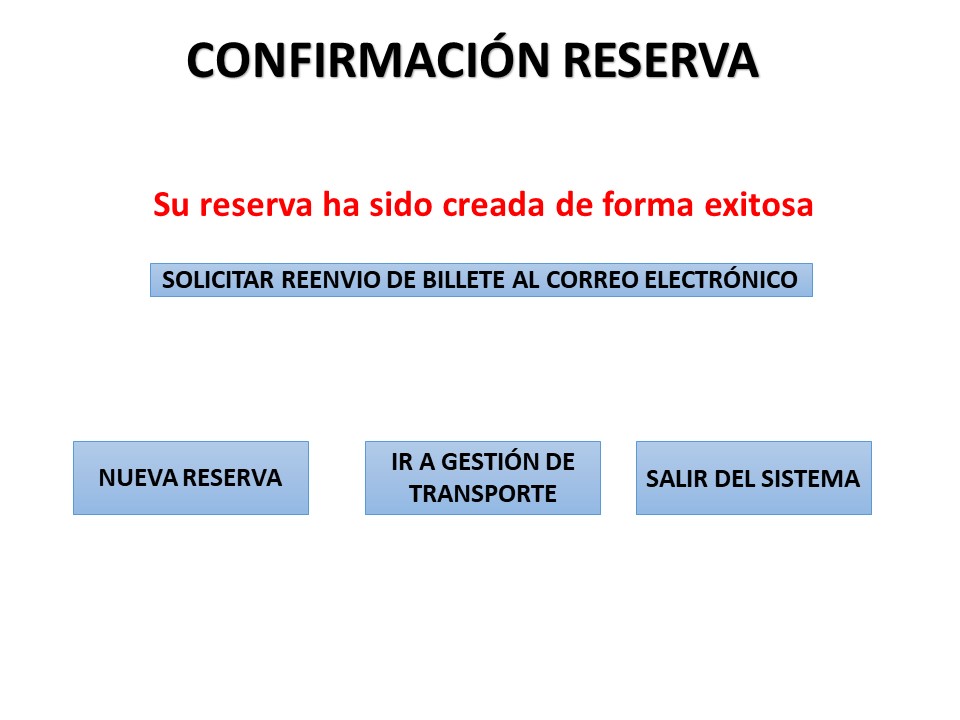 CONFIRMACIÓN RESERVA
Su reserva ha sido creada de forma exitosa
SOLICITAR REENVIO DE BILLETE AL CORREO ELECTRÓNICO
NUEVA RESERVA
IR A GESTIÓN DE
TRANSPORTE
SALIR DEL SISTEMA